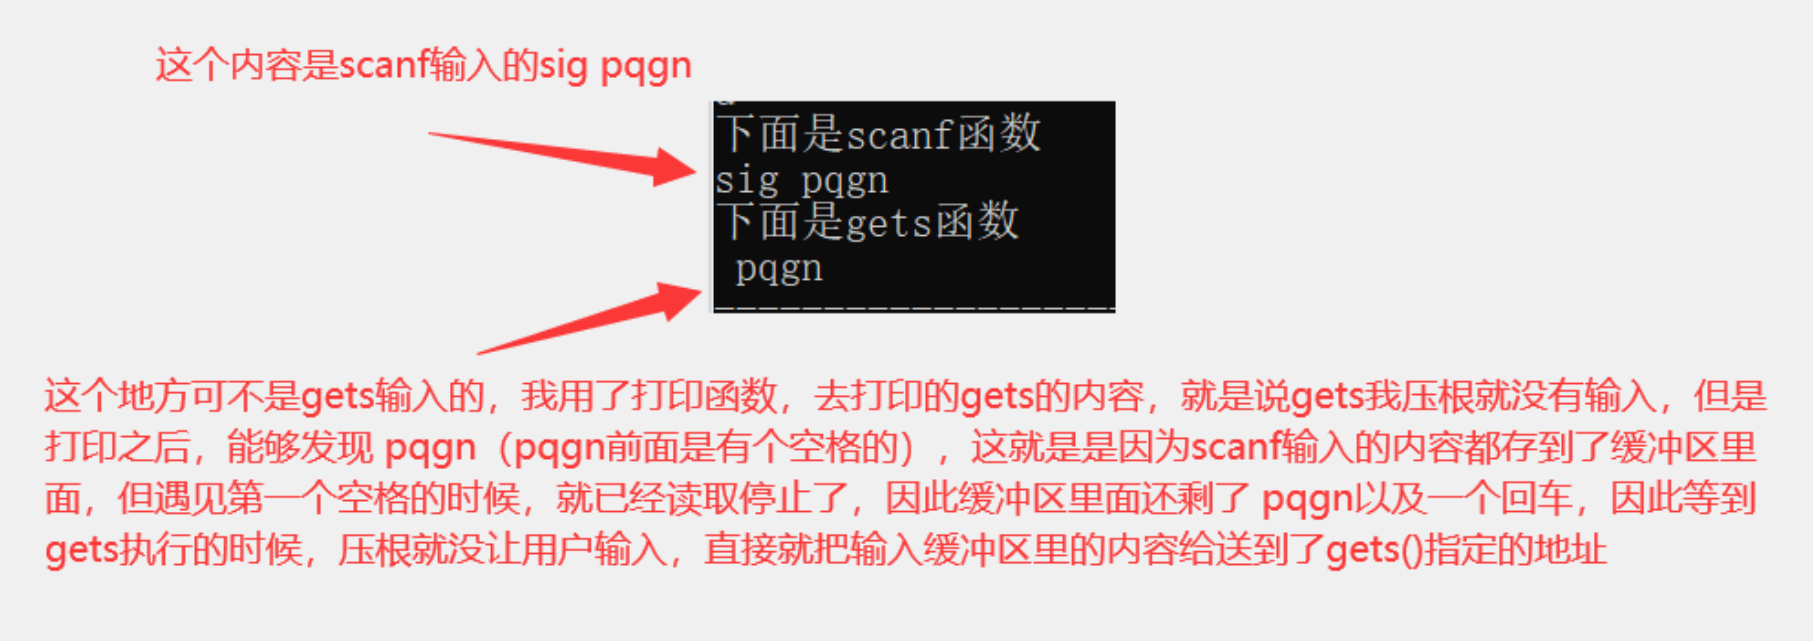 这个内容是scanf输入的sig pqgn
下面是scanf函数
sig pqgn
下面是gets函数
pqgn
这个地方可不是gets输入的，我用了打印函数，去打印的gets的内容，就是说gets我压根就没有输入，但是
打印之后，能够发现 pqgn（pqgn前面是有个空格的），这就是是因为scanf输入的内容都存到了缓冲区里
面，但遇见第一个空格的时候，就已经读取停止了，因此缓冲区里面还剩了 pqgn以及一个回车，因此等到
gets执行的时候，压根就没让用户输入，直接就把输入缓冲区里的内容给送到了gets()指定的地址